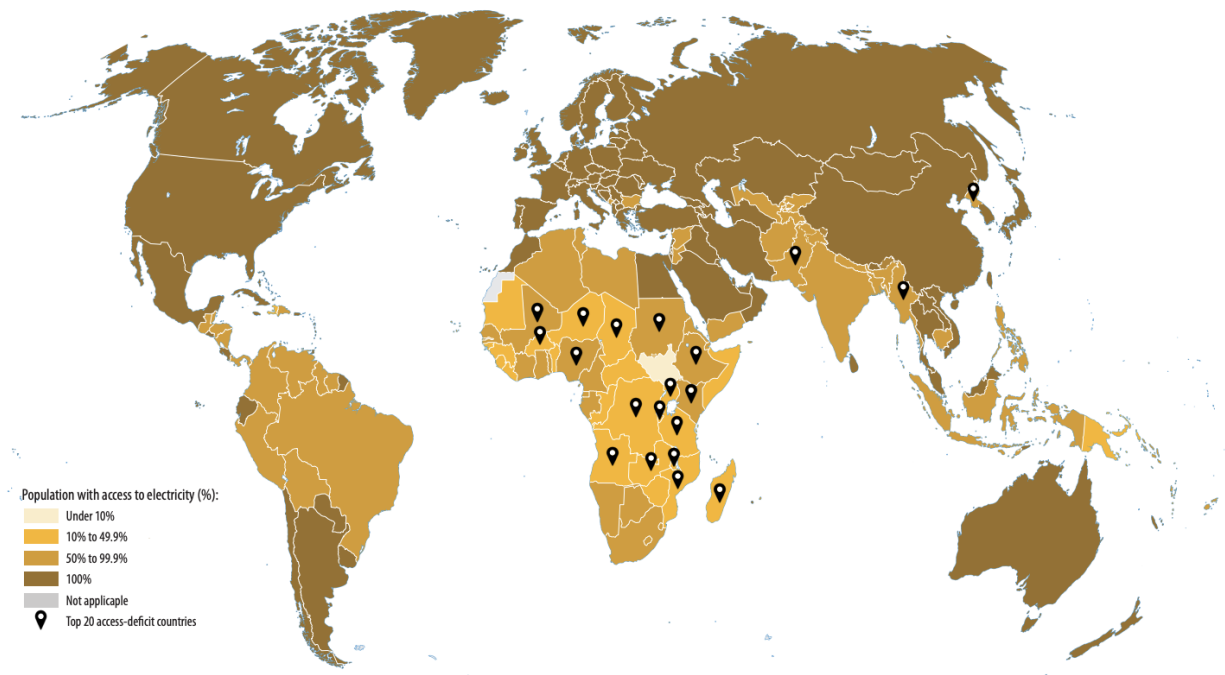 Population with access to electricity (%):
Under 10%
10% to 49.9%
50% to 99.9%
100%
Not applicaple
Top 20 access-deficit countries